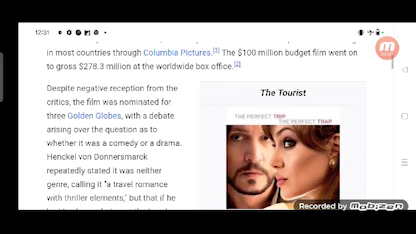 12:31
in most countries through Columbia Pictures.[3] The $100 million budget film went on
to gross $278.3 million at the worldwide box office.[2]
Despite negative reception from the
critics, the film was nominated for
three Golden Globes, with a debate
arising over the question as to
whether it was a comedy or a drama.
Henckel von Donnersmarck
repeatedly stated it was neither
genre, calling it "a travel romance
with thriller elements," but that if he
The Tourist
THE PERFECT TRIP
THE PERFECT TRAP
Recorded by Mobizen